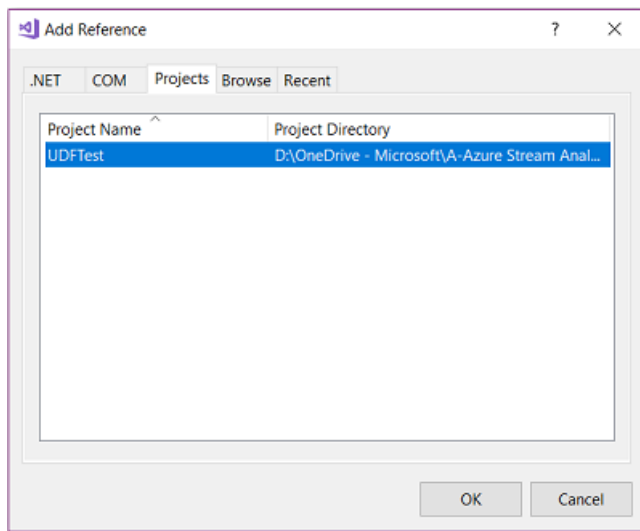 Add Reference
.NET COM Projects Browse Recent
Project Name Project Directory
UDFTest D:\OneDrive - Microsoft\A-Azure Stream Anal...
OK Cancel